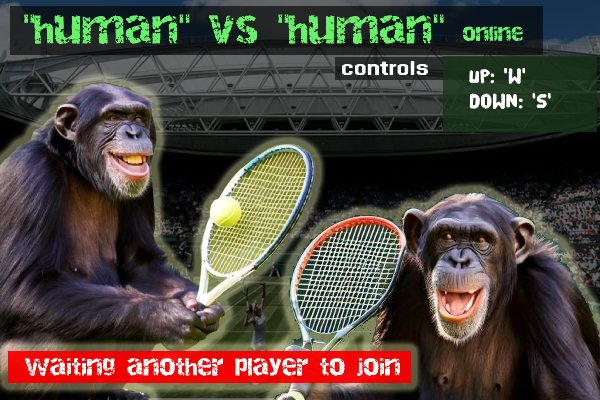 "human" vs "human" online
controls
UP: 'W'
DOWN: 'S'
Waiting another player to join